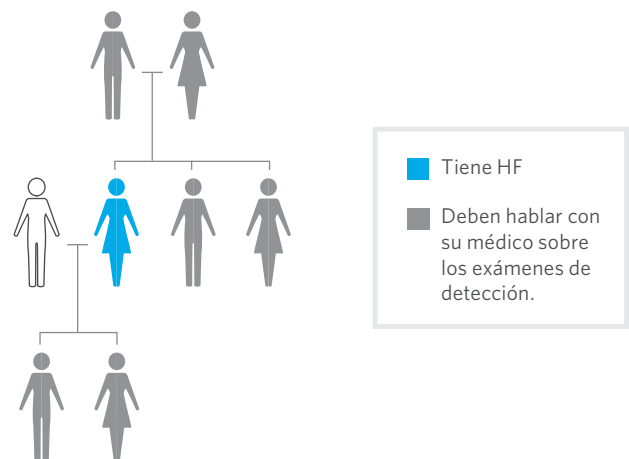 Tiene HF
Deben hablar con
su médico sobre
los exámenes de
detección.